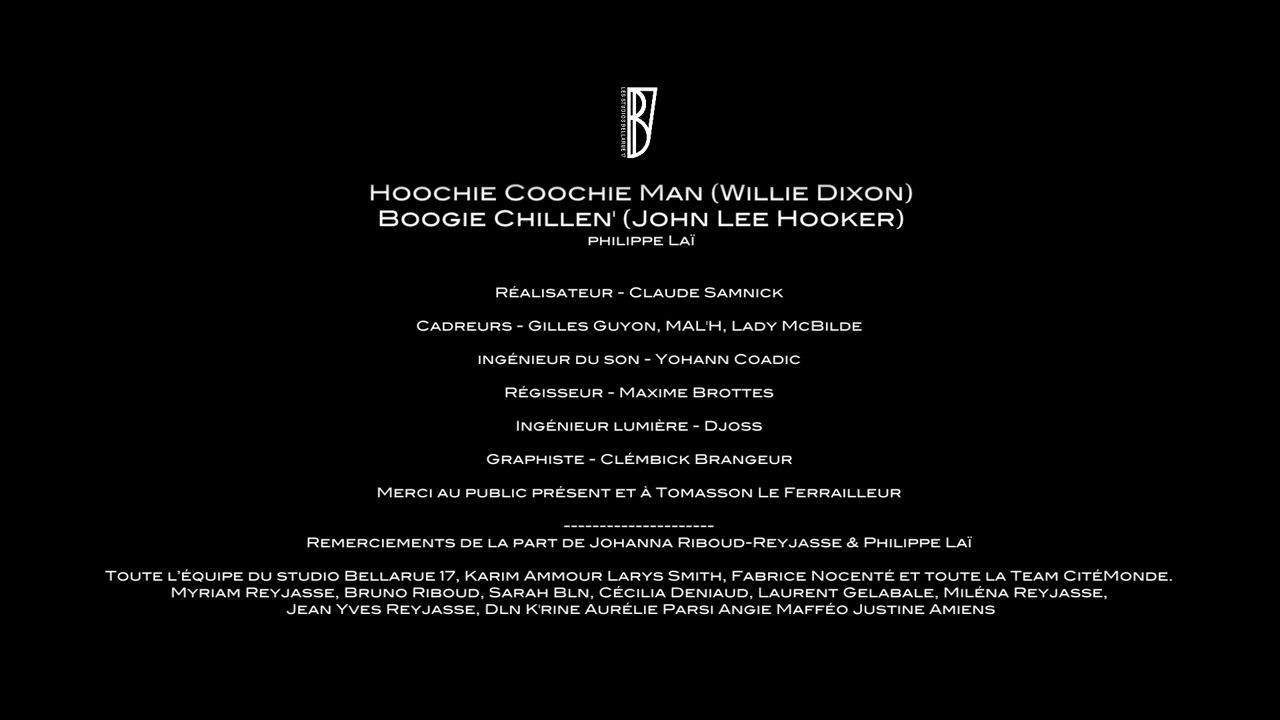 LES STUDIOS BELLARUE 17
HOOCHIE COOCHIE MAN (WILLIE DIXON)
BOOGIE CHILLEN' (JOHN LEE HOOKER)
PHILIPPE LAÏ
RÉALISATEUR - CLAUDE SAMNICK
CADREURS - GILLES GUYON, MAL'H, LADY MCBILDE
INGÉNIEUR DU SON - YOHANN COADIC
RÉGISSEUR - MAXIME BROTTES
INGÉNIEUR LUMIÈRE - DJOSS
GRAPHISTE - CLÉMBICK BRANGEUR
MERCI AU PUBLIC PRÉSENT ET À TOMASSON LE FERRAILLEUR
---------------------
REMERCIEMENTS DE LA PART DE JOHANNA RIBOUD-REYJASSE & PHILIPPE LAÏ
TOUTE L'ÉQUIPE DU STUDIO BELLARUE 17, KARIM AMMOUR LARYS SMITH, FABRICE NOCENTÉ ET TOUTE LA TEAM CITÉMONDE.
MYRIAM REYJASSE, BRUNO RIBOUD, SARAH BLN, CÉCILIA DENIAUD, LAURENT GELABALE, MILÉNA REYJASSE,
JEAN YVES REYJASSE, DLN K'RINE AURÉLIE PARSI ANGIE MAFFÉO JUSTINE AMIENS